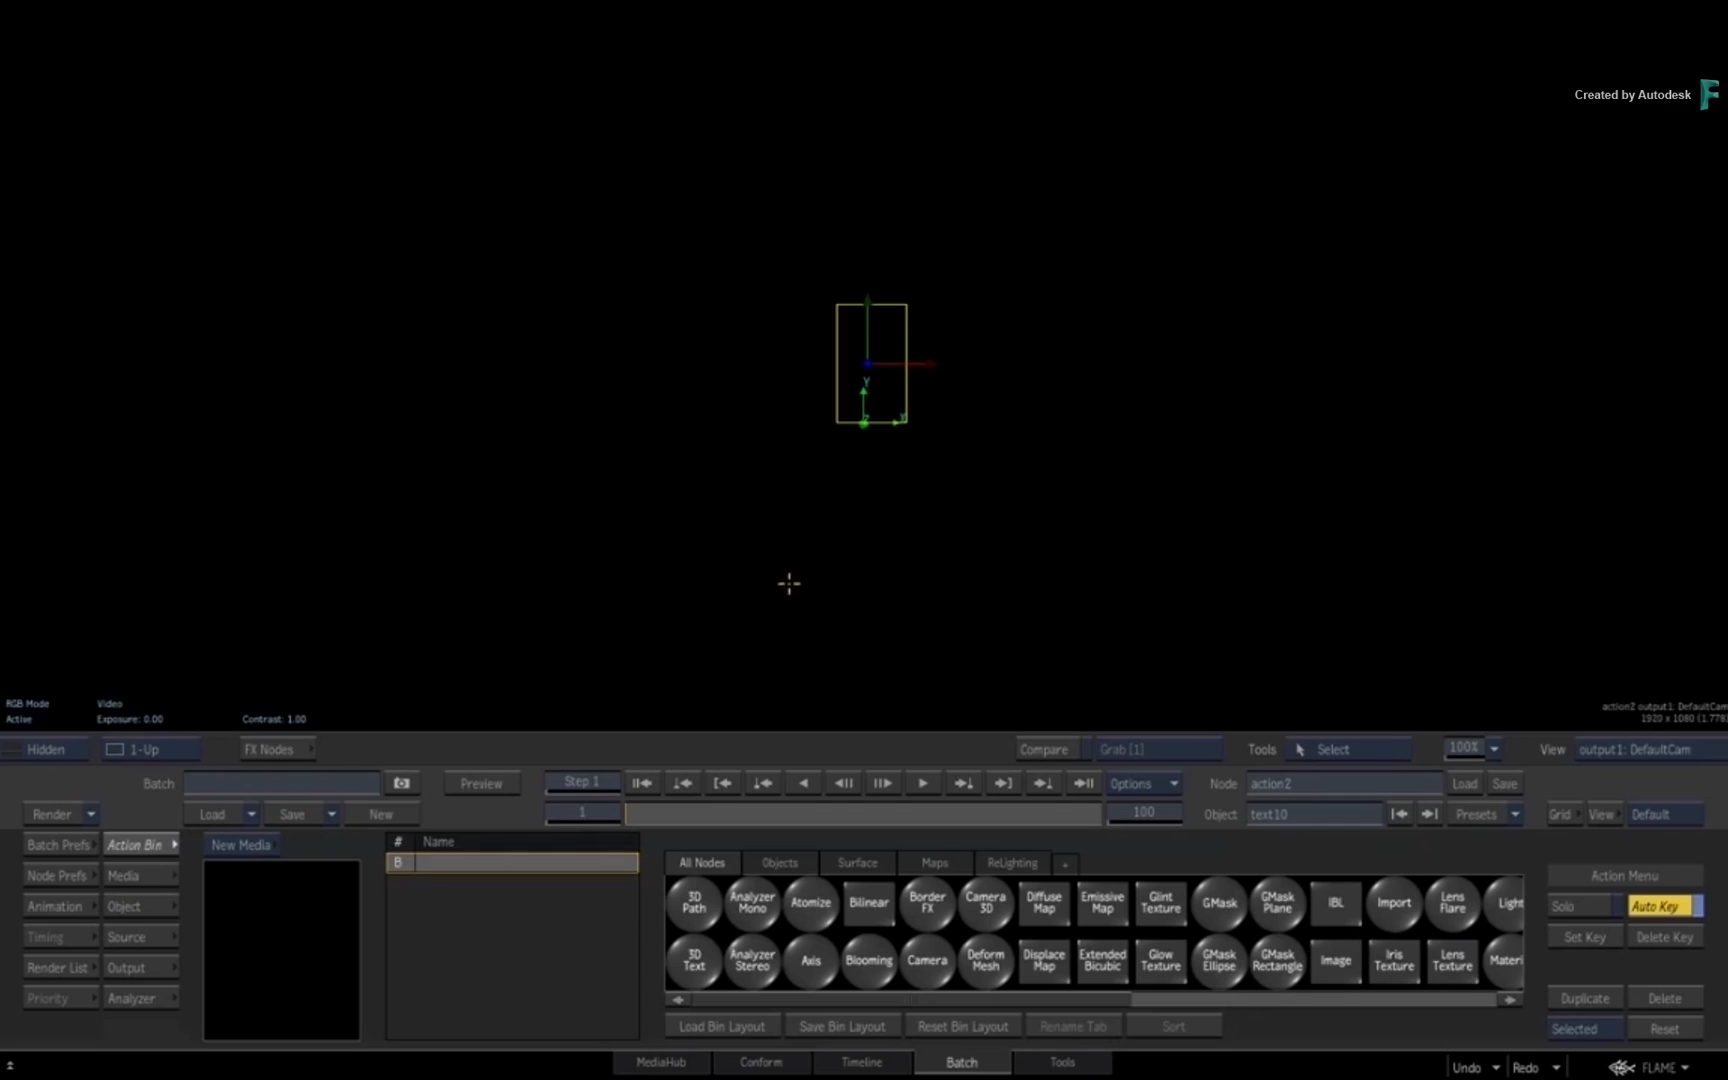 Created by Autodesk
Y
Z
X
RGB Mode
Active
Video
Exposure: 0.00
Contrast: 1.00
action2 output1: DefaultCam
1920 x 1080 (1.778)
Hidden
1-Up
FX Nodes
Compare
Grab [1]
Tools
Select
100%
View
output1: DefaultCam
Batch
Preview
Step 1
Options
Node
action2
Load
Save
Render
Load
Save
New
1
100
Object
text10
Presets
Grid
View
Default
Batch Prefs
Action Bin
New Media
# Name
B
Node Prefs
Media
Animation
Object
Timing
Source
Render List
Output
Priority
Analyzer
All Nodes
Objects
Surface
Maps
ReLighting
+
3D Path
Analyzer Mono
Atomize
Bilinear
Border FX
Camera 3D
Diffuse Map
Emissive Map
Glint Texture
GMask
GMask Plane
IBL
Import
Lens Flare
Light
3D Text
Analyzer Stereo
Axis
Blooming
Camera
Deform Mesh
Displace Map
Extended Bicubic
Glow Texture
GMask Ellipse
GMask Rectangle
Image
Iris Texture
Lens Texture
Materi
Load Bin Layout
Save Bin Layout
Reset Bin Layout
Rename Tab
Sort
Action Menu
Solo
Auto Key
Set Key
Delete Key
Duplicate
Delete
Selected
Reset
MediaHub
Conform
Timeline
Batch
Tools
Undo
Redo
FLAME